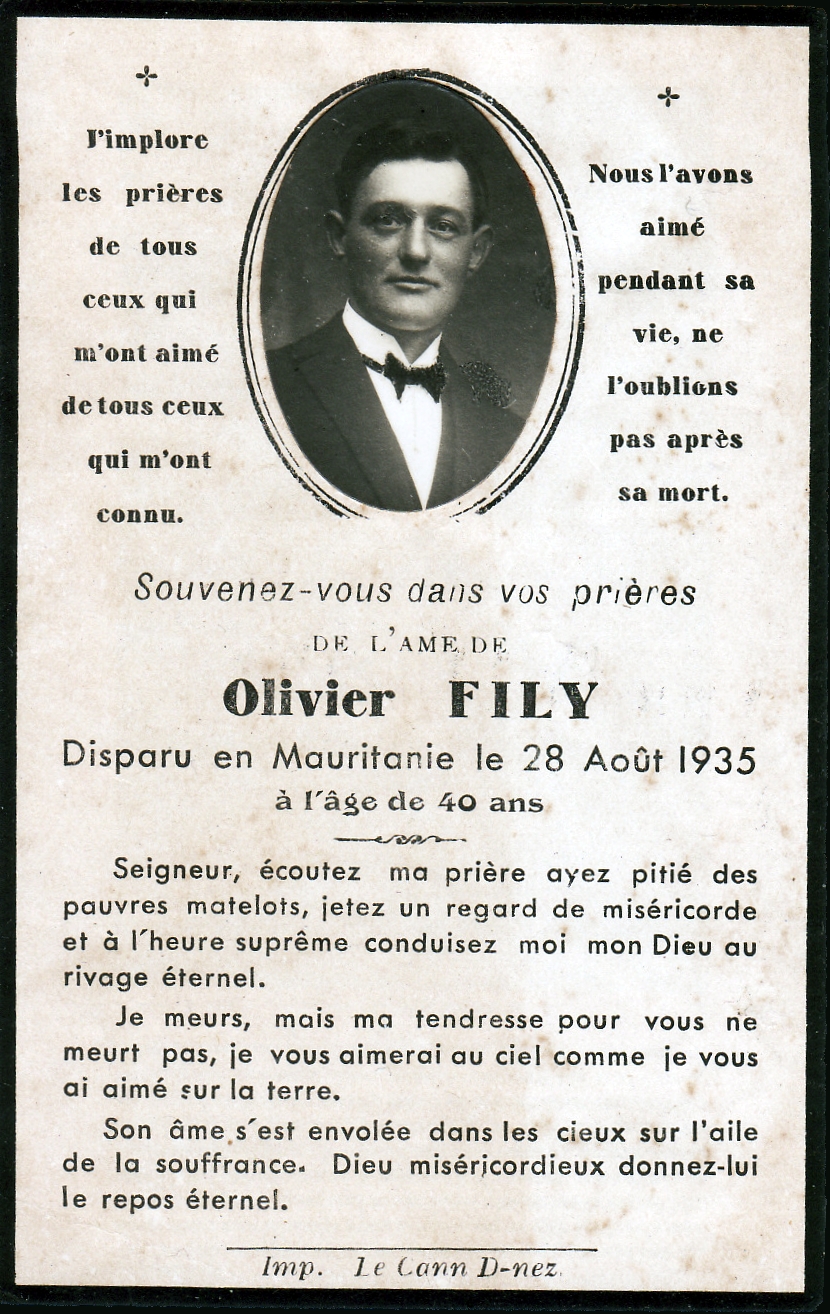 J'implore
les prières
de tous
ceux qui
m'ont aimé
de tous ceux
qui m'ont
connu.
Nous l'avons
aimé
pendant sa
vie, ne
l'oublions
pas après
sa mort.
Souvenez-vous dans vos prières
DE L'AME DE
Olivier FILY
Disparu en Mauritanie le 28 Août 1935
à l'âge de 40 ans
Seigneur, écoutez ma prière ayez pitié des
pauvres matelots, jetez un regard de miséricorde
et à l'heure suprême conduisez moi mon Dieu au
rivage éternel.
Je meurs, mais ma tendresse pour vous ne
meurt pas, je vous aimerai au ciel comme je vous
ai aimé sur la terre.
Son âme s'est envolée dans les cieux sur l'aile
de la souffrance. Dieu miséricordieux donnez-lui
le repos éternel.
Imp. Le Cann D-nez